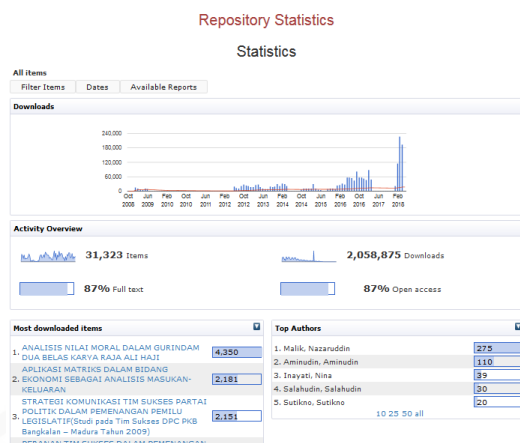 Repository Statistics
Statistics
All items
Filter Items Dates Available Reports
Downloads
240,000
180,000
120,000
60,000
0
Oct Jun Feb Oct Jun Feb Oct Jun Feb Oct Jun Feb Oct Jun Feb
2008 2009 2010 2010 2011 2012 2012 2013 2014 2014 2015 2016 2016 2017 2018
Activity Overview
31,323 Items
2,058,875 Downloads
87% Full text
87% Open access
Most downloaded items
1. ANALISIS NILAI MORAL DALAM GURINDAM
DUA BELAS KARYA RAJA ALI HAJI
4,350
APLIKASI MATRIKS DALAM BIDANG
2. EKONOMI SEBAGAI ANALISIS MASUKAN-
KELUARAN
2,181
STRATEGI KOMUNIKASI TIM SUKSES PARTAI
3. POLITIK DALAM PEMENANGAN PEMILU
LEGISLATIF(Studi pada Tim Sukses DPC PKB
Bangkalan – Madura Tahun 2009)
2,151
PERANAN TIM SUKSES DALAM PEMENANGAN
Top Authors
1. Malik, Nazaruddin 275
2. Aminudin, Aminudin 110
3. Inayati, Nina 39
4. Salahudin, Salahudin 30
5. Sutikno, Sutikno 20
10 25 50 all